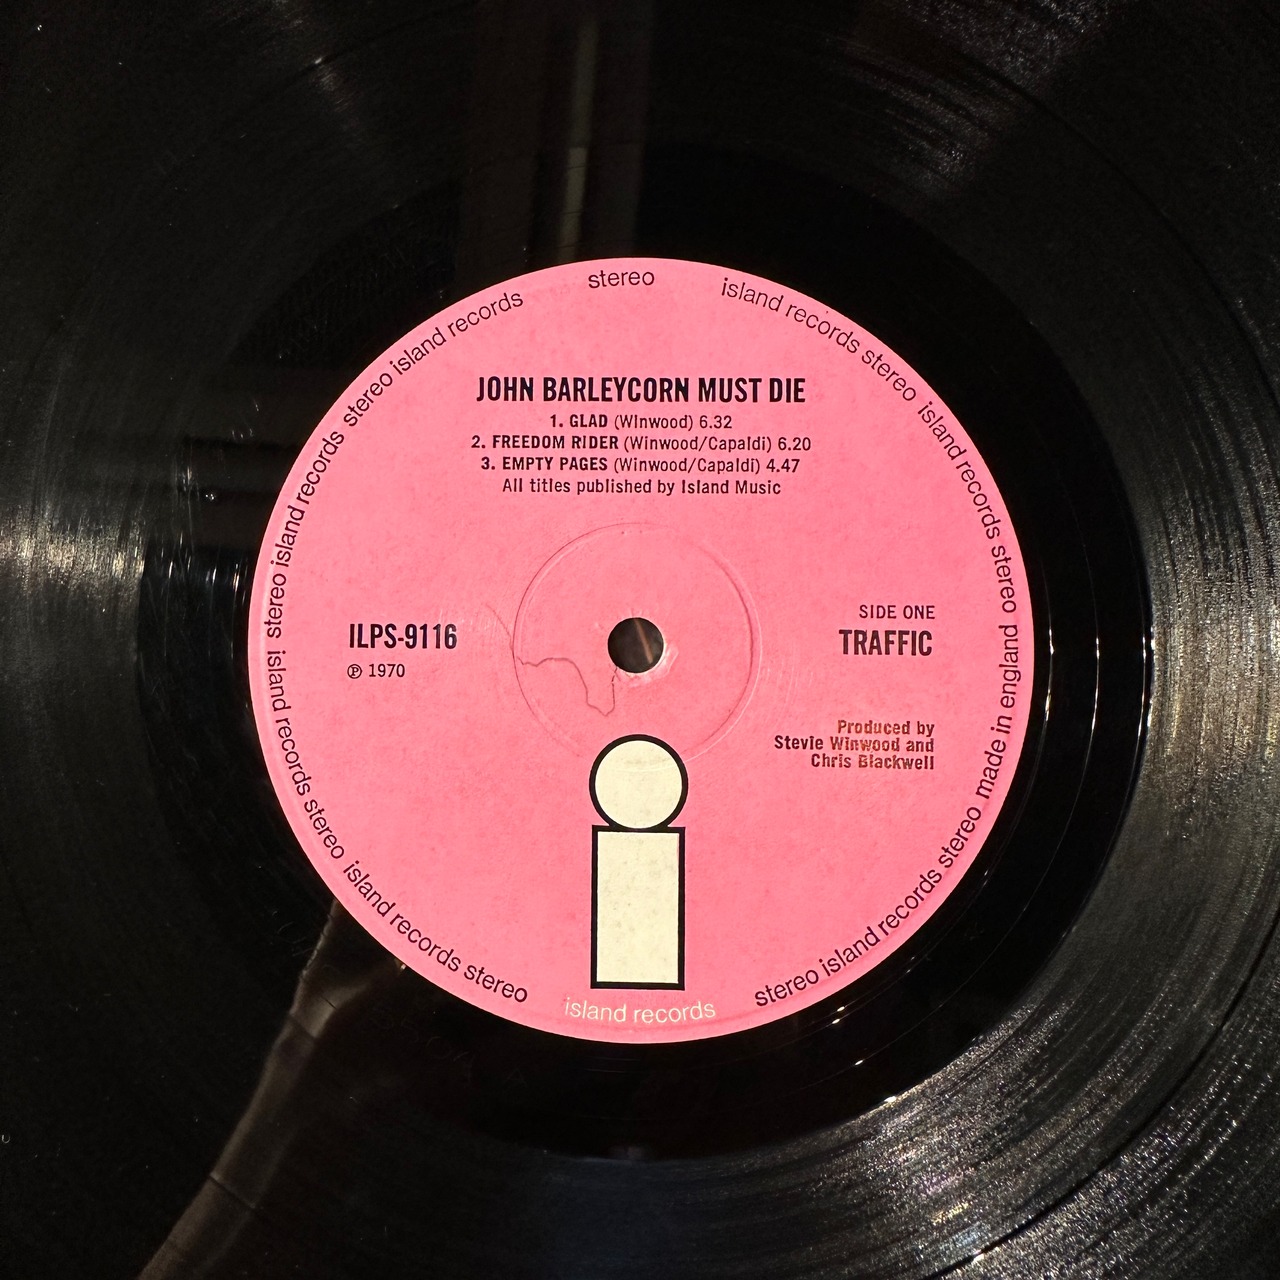 stereo
island records stereo island records stereo made in england
stereo island records stereo
island records
island records stereo island records stereo island records stereo island records
JOHN BARLEYCORN MUST DIE
1. GLAD (Winwood) 6.32
2. FREEDOM RIDER (Winwood/Capaldi) 6.20
3. EMPTY PAGES (Winwood/Capaldi) 4.47
All titles published by Island Music
SIDE ONE
ILPS-9116
TRAFFIC
℗ 1970
Produced by
Stevie Winwood and
Chris Blackwell